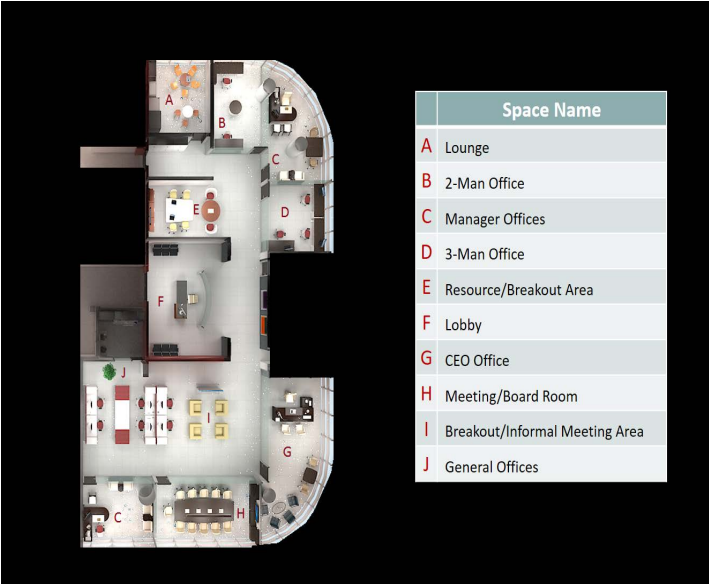 A
B
C
D
E
F
J
I
G
C
H
Space Name
A Lounge
B 2-Man Office
C Manager Offices
D 3-Man Office
E Resource/Breakout Area
F Lobby
G CEO Office
H Meeting/Board Room
I Breakout/Informal Meeting Area
J General Offices